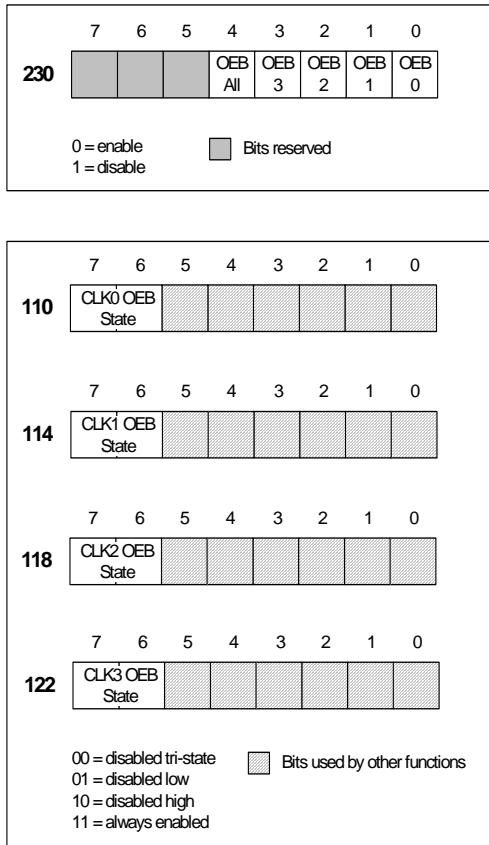 7 6 5 4 3 2 1 0
230 OEB All OEB 3 OEB 2 OEB 1 OEB 0
0 = enable
1 = disable
Bits reserved
7 6 5 4 3 2 1 0
110 CLK0 OEB State
7 6 5 4 3 2 1 0
114 CLK1 OEB State
7 6 5 4 3 2 1 0
118 CLK2 OEB State
7 6 5 4 3 2 1 0
122 CLK3 OEB State
00 = disabled tri-state
01 = disabled low
10 = disabled high
11 = always enabled
Bits used by other functions